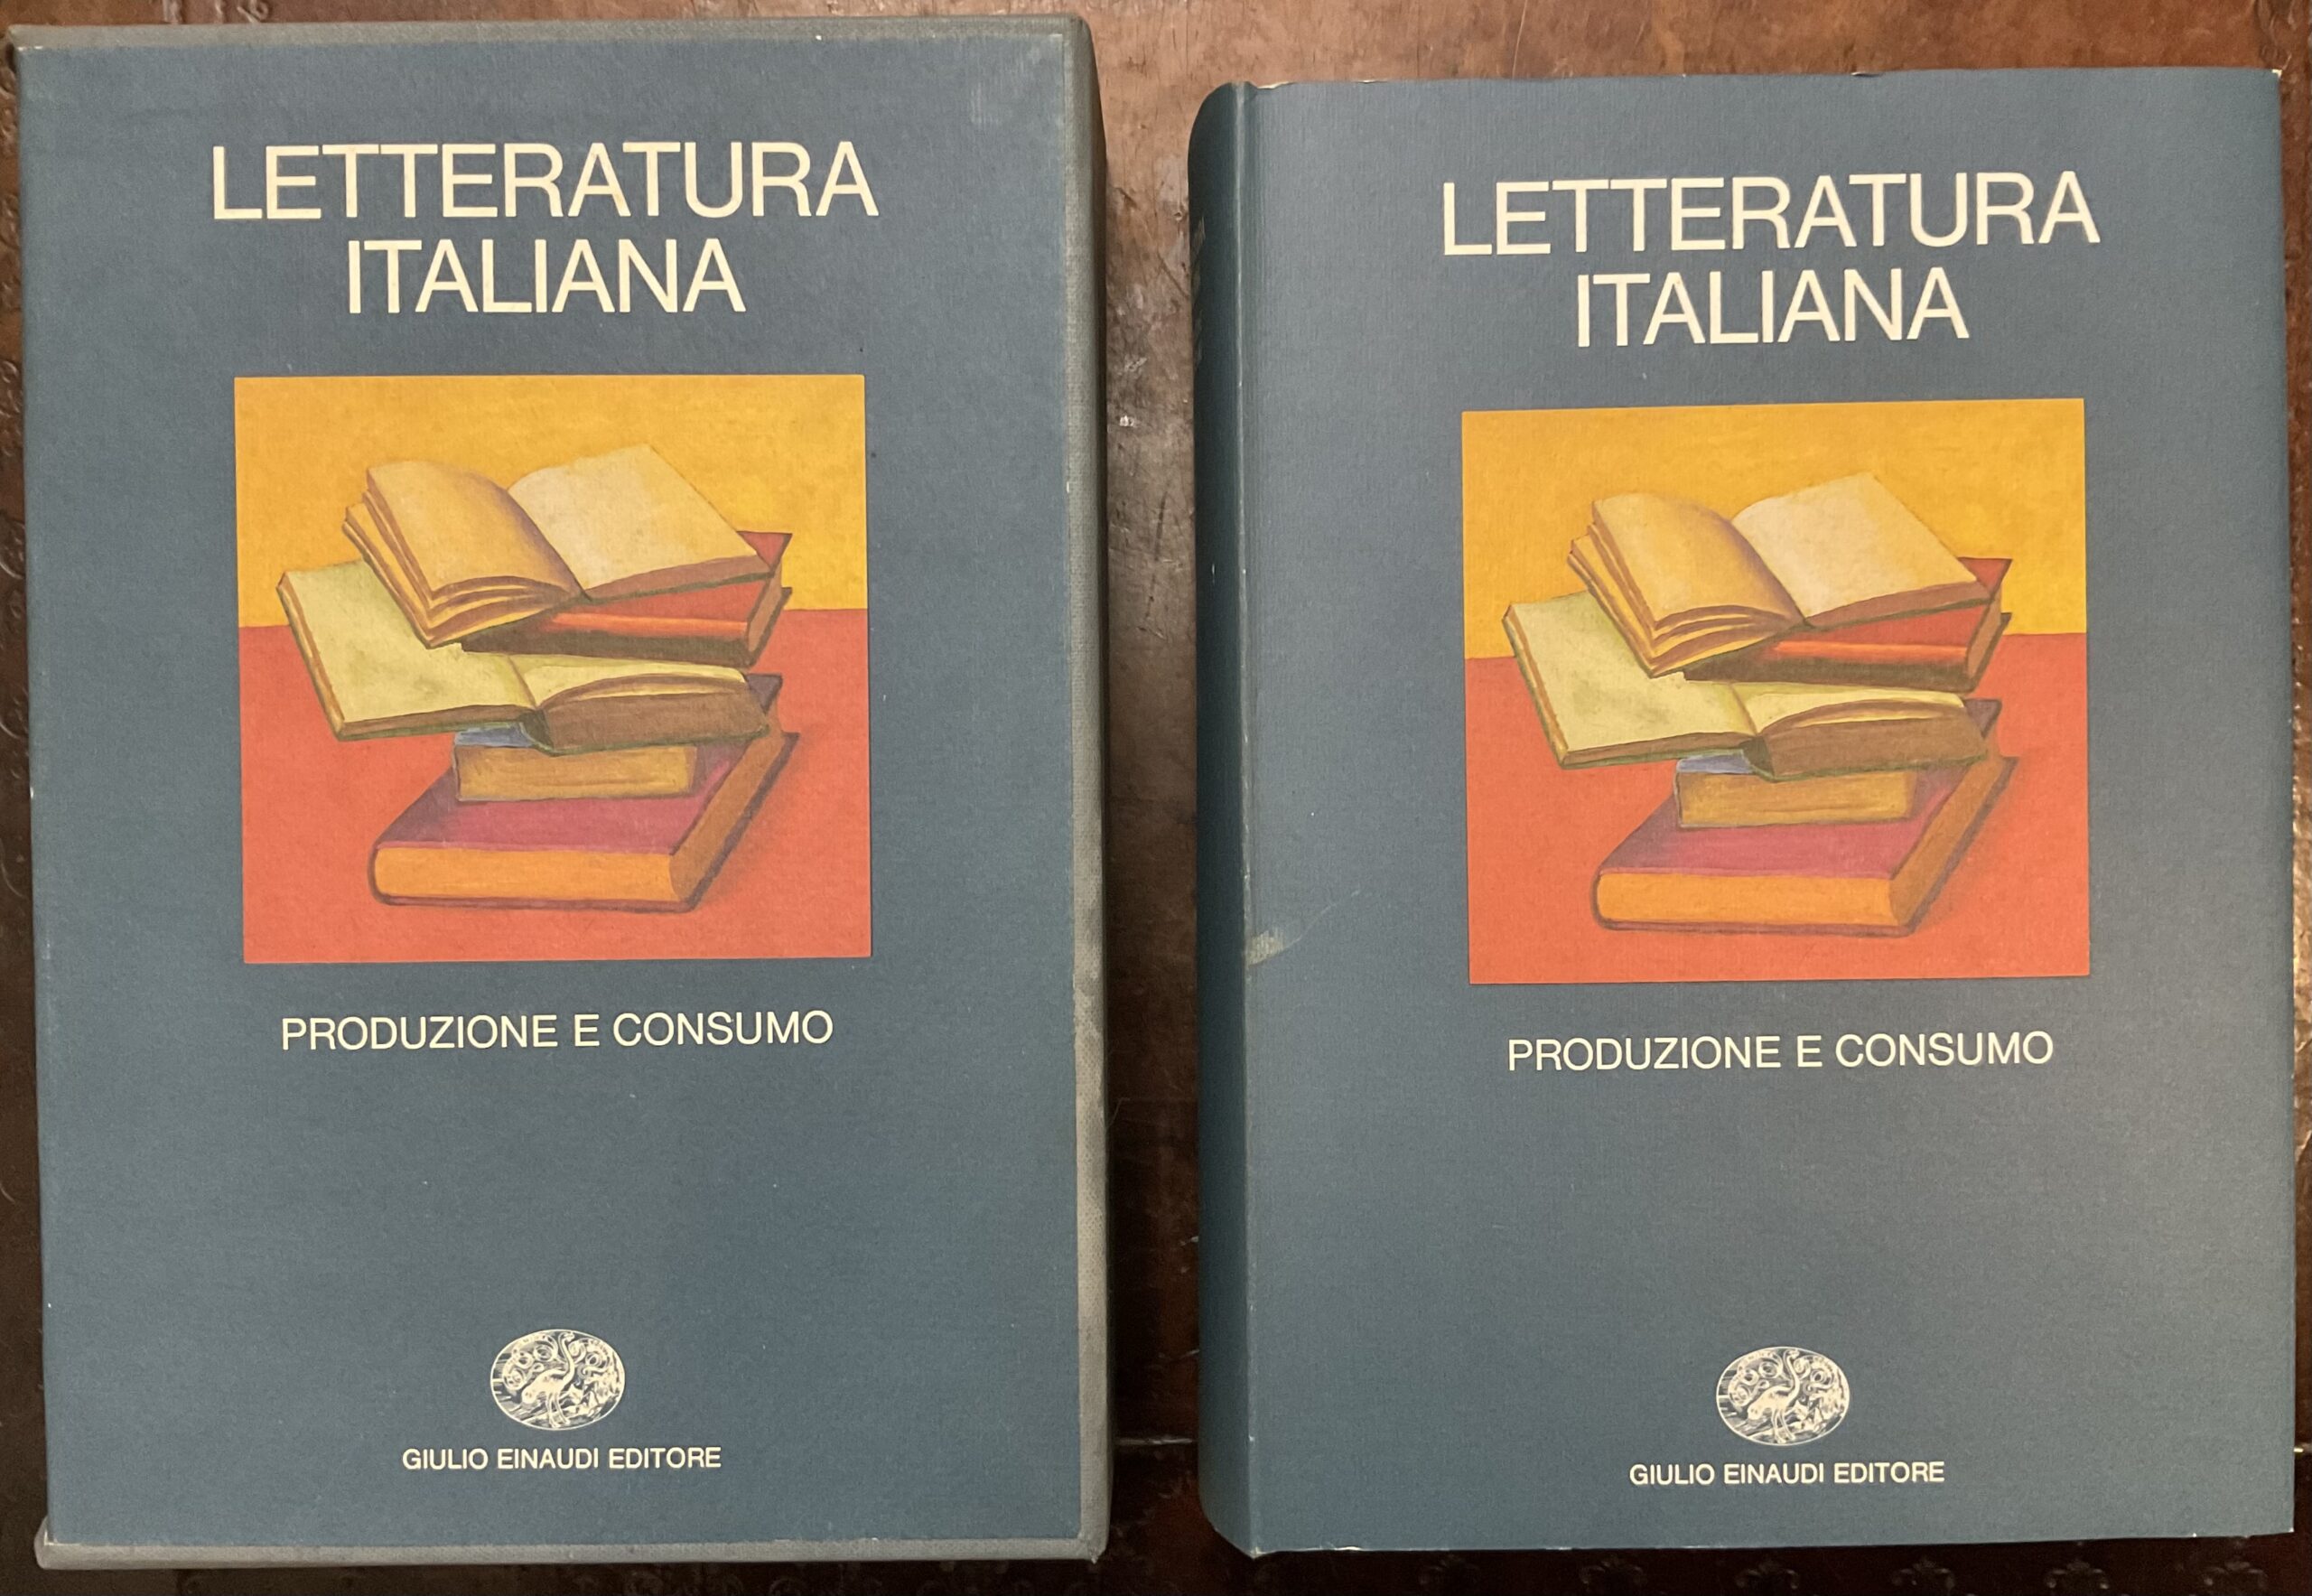 LETTERATURA
ITALIANA
PRODUZIONE E CONSUMO
GIULIO EINAUDI EDITORE
LETTERATURA
ITALIANA
PRODUZIONE E CONSUMO
GIULIO EINAUDI EDITORE